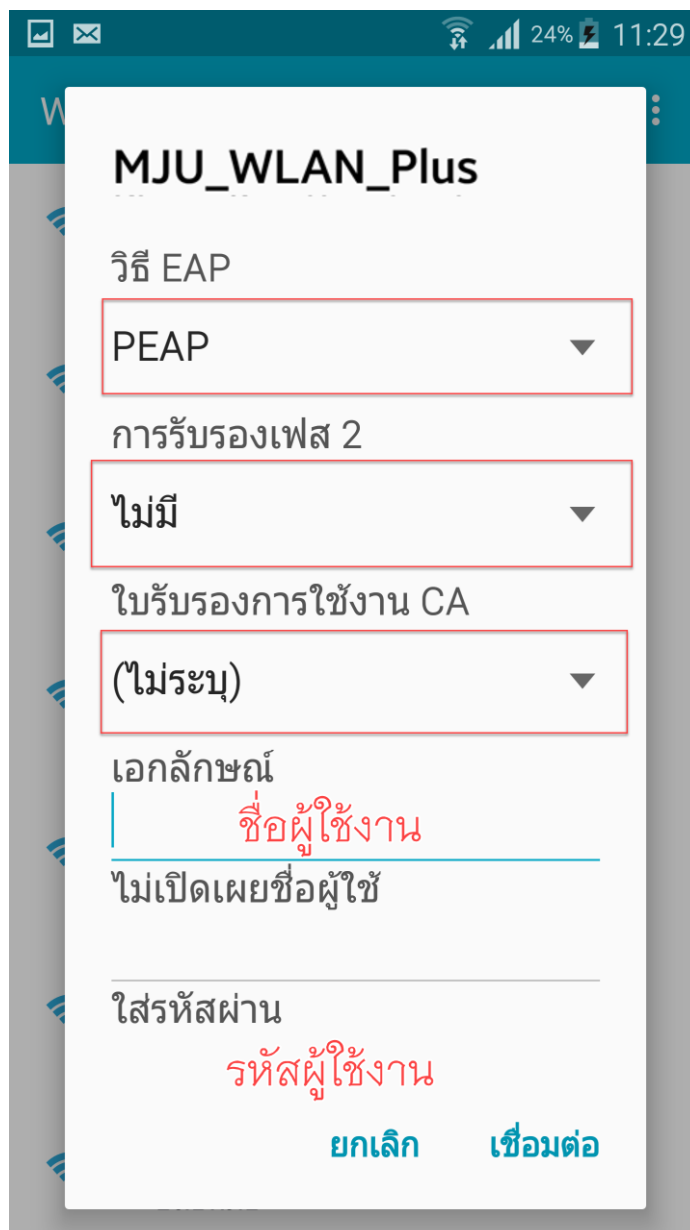 24% 11:29
W
MJU_WLAN_Plus
วิธี EAP
PEAP
การรับรองเฟส 2
ไม่มี
ใบรับรองการใช้งาน CA
(ไม่ระบุ)
เอกลักษณ์
ชื่อผู้ใช้งาน
ไม่เปิดเผยชื่อผู้ใช้
ใส่รหัสผ่าน
รหัสผู้ใช้งาน
ยกเลิก เชื่อมต่อ